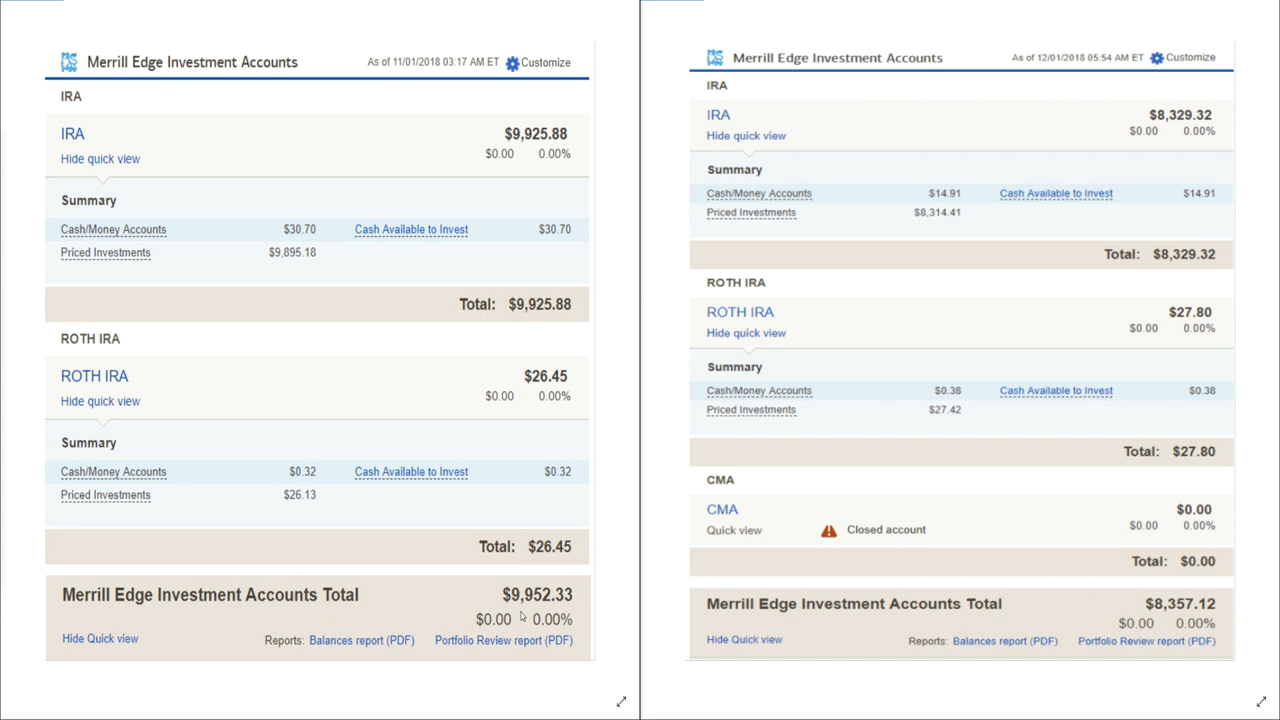 Merrill Edge Investment Accounts As of 11/01/2018 03:17 AM ET Customize
IRA
IRA $9,925.88
$0.00 0.00%
Hide quick view
Summary
Cash/Money Accounts $30.70 Cash Available to Invest $30.70
Priced Investments $9,895.18
Total: $9,925.88
ROTH IRA
ROTH IRA $26.45
$0.00 0.00%
Hide quick view
Summary
Cash/Money Accounts $0.32 Cash Available to Invest $0.32
Priced Investments $26.13
Total: $26.45
Merrill Edge Investment Accounts Total $9,952.33
$0.00 0.00%
Hide Quick view Reports: Balances report (PDF) Portfolio Review report (PDF)
Merrill Edge Investment Accounts As of 12/01/2018 05:54 AM ET Customize
IRA
IRA $8,329.32
$0.00 0.00%
Hide quick view
Summary
Cash/Money Accounts $14.91 Cash Available to Invest $14.91
Priced Investments $8,314.41
Total: $8,329.32
ROTH IRA
ROTH IRA $27.80
$0.00 0.00%
Hide quick view
Summary
Cash/Money Accounts $0.38 Cash Available to Invest $0.38
Priced Investments $27.42
Total: $27.80
CMA
CMA $0.00
$0.00 0.00%
Quick view Closed account
Total: $0.00
Merrill Edge Investment Accounts Total $8,357.12
$0.00 0.00%
Hide Quick view Reports: Balances report (PDF) Portfolio Review report (PDF)